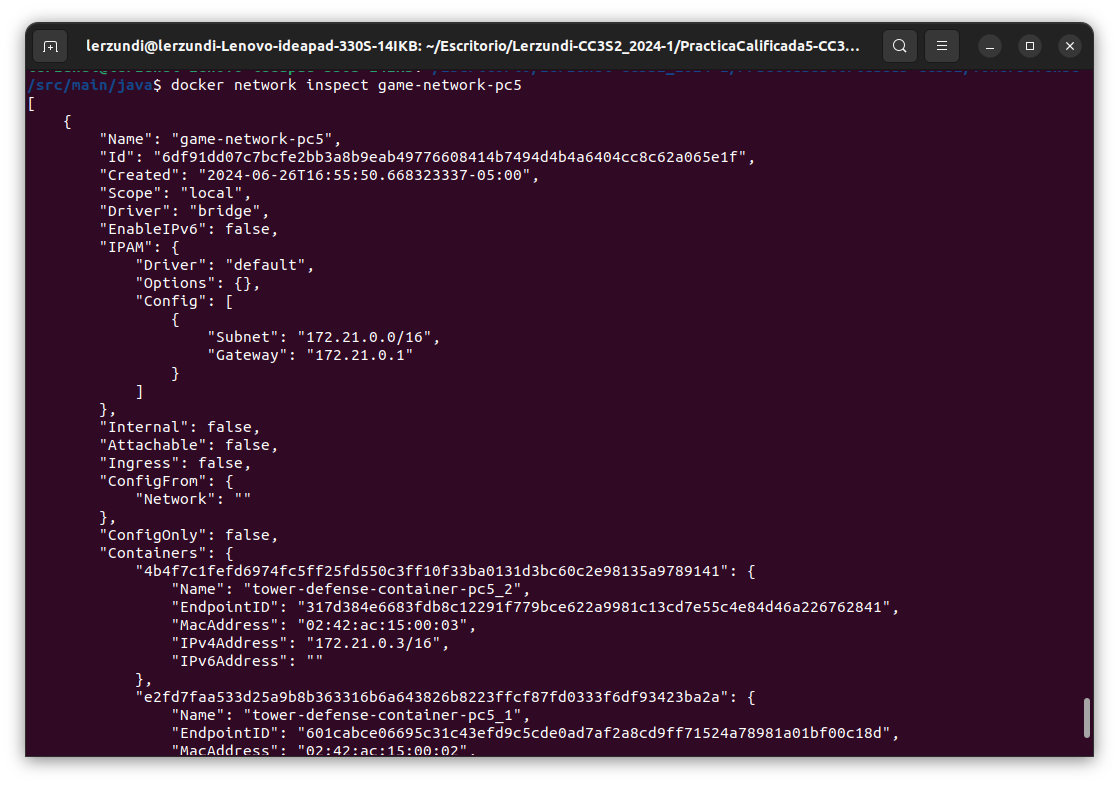 lerzundi@lerzundi-Lenovo-ideapad-330S-14IKB: ~/Escritorio/Lerzundi-CC3S2_2024-1/PracticaCalificada5-CC3...
/src/main/java$ docker network inspect game-network-pc5
[
    {
        "Name": "game-network-pc5",
        "Id": "6df91dd07c7bcfe2bb3a8b9eab49776608414b7494d4b4a6404cc8c62a065e1f",
        "Created": "2024-06-26T16:55:50.668323337-05:00",
        "Scope": "local",
        "Driver": "bridge",
        "EnableIPv6": false,
        "IPAM": {
            "Driver": "default",
            "Options": {},
            "Config": [
                {
                    "Subnet": "172.21.0.0/16",
                    "Gateway": "172.21.0.1"
                }
            ]
        },
        "Internal": false,
        "Attachable": false,
        "Ingress": false,
        "ConfigFrom": {
            "Network": ""
        },
        "ConfigOnly": false,
        "Containers": {
            "4b4f7c1fefd6974fc5ff25fd550c3ff10f33ba0131d3bc60c2e98135a9789141": {
                "Name": "tower-defense-container-pc5_2",
                "EndpointID": "317d384e6683fdb8c12291f779bce622a9981c13cd7e55c4e84d46a226762841",
                "MacAddress": "02:42:ac:15:00:03",
                "IPv4Address": "172.21.0.3/16",
                "IPv6Address": ""
            },
            "e2fd7faa533d25a9b8b363316b6a643826b8223ffcf87fd0333f6df93423ba2a": {
                "Name": "tower-defense-container-pc5_1",
                "EndpointID": "601cabce06695c31c43efd9c5cde0ad7af2a8cd9ff71524a78981a01bf00c18d",
                "MacAddress": "02:42:ac:15:00:02",